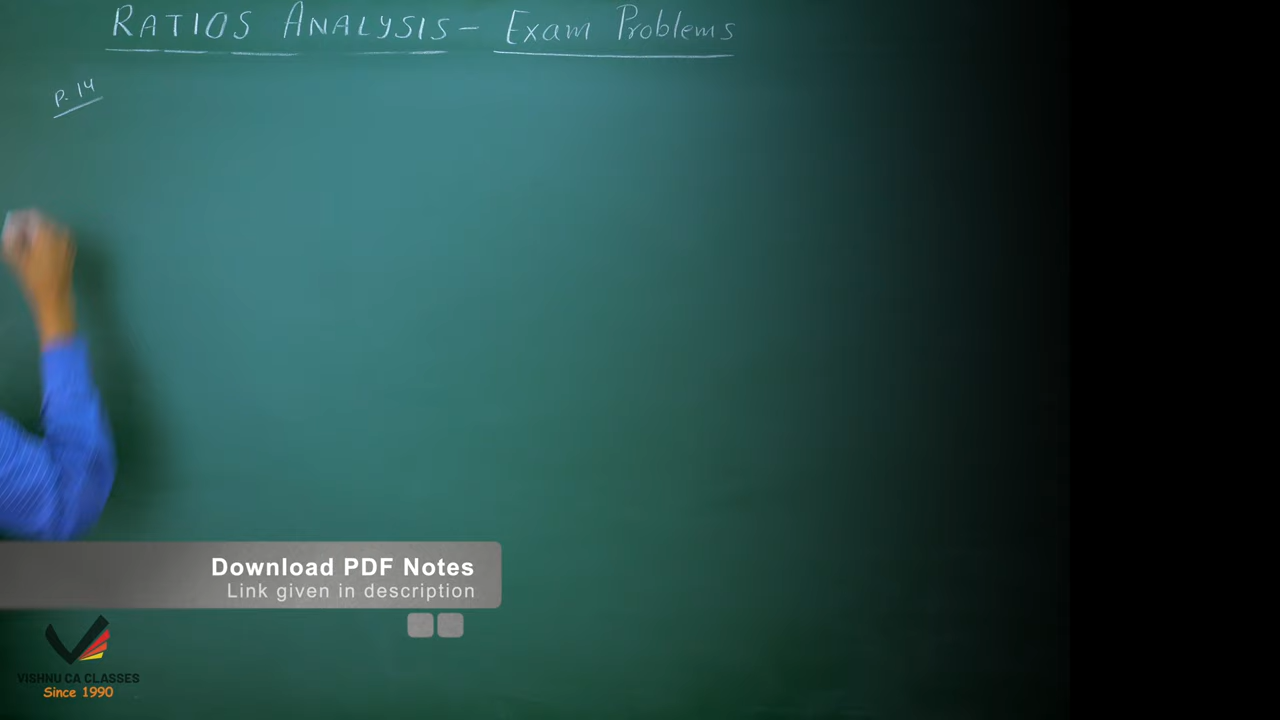 RATIOS ANALYSIS - Exam Problems
P. 14
Download PDF Notes
Link given in description
VISHNU CA CLASSES
Since 1990